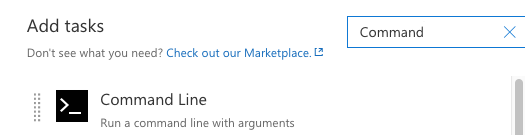 Add tasks
Command
Don't see what you need? Check out our Marketplace.
Command Line
Run a command line with arguments